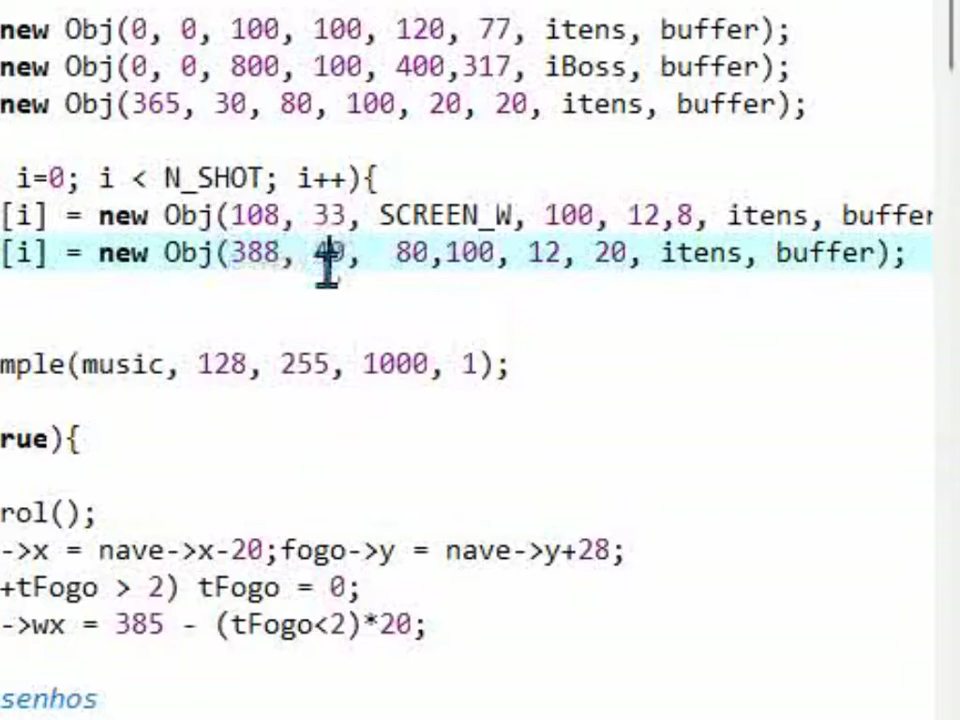 new Obj(0, 0, 100, 100, 120, 77, itens, buffer);
new Obj(0, 0, 800, 100, 400,317, iBoss, buffer);
new Obj(365, 30, 80, 100, 20, 20, itens, buffer);
i=0; i < N_SHOT; i++){
[i] = new Obj(108, 33, SCREEN_W, 100, 12,8, itens, buffer
[i] = new Obj(388, , 80,100, 12, 20, itens, buffer);
mple(music, 128, 255, 1000, 1);
rue){
rol();
->x = nave->x-20;fogo->y = nave->y+28;
+tFogo > 2) tFogo = 0;
->wx = 385 - (tFogo<2)*20;
senhos